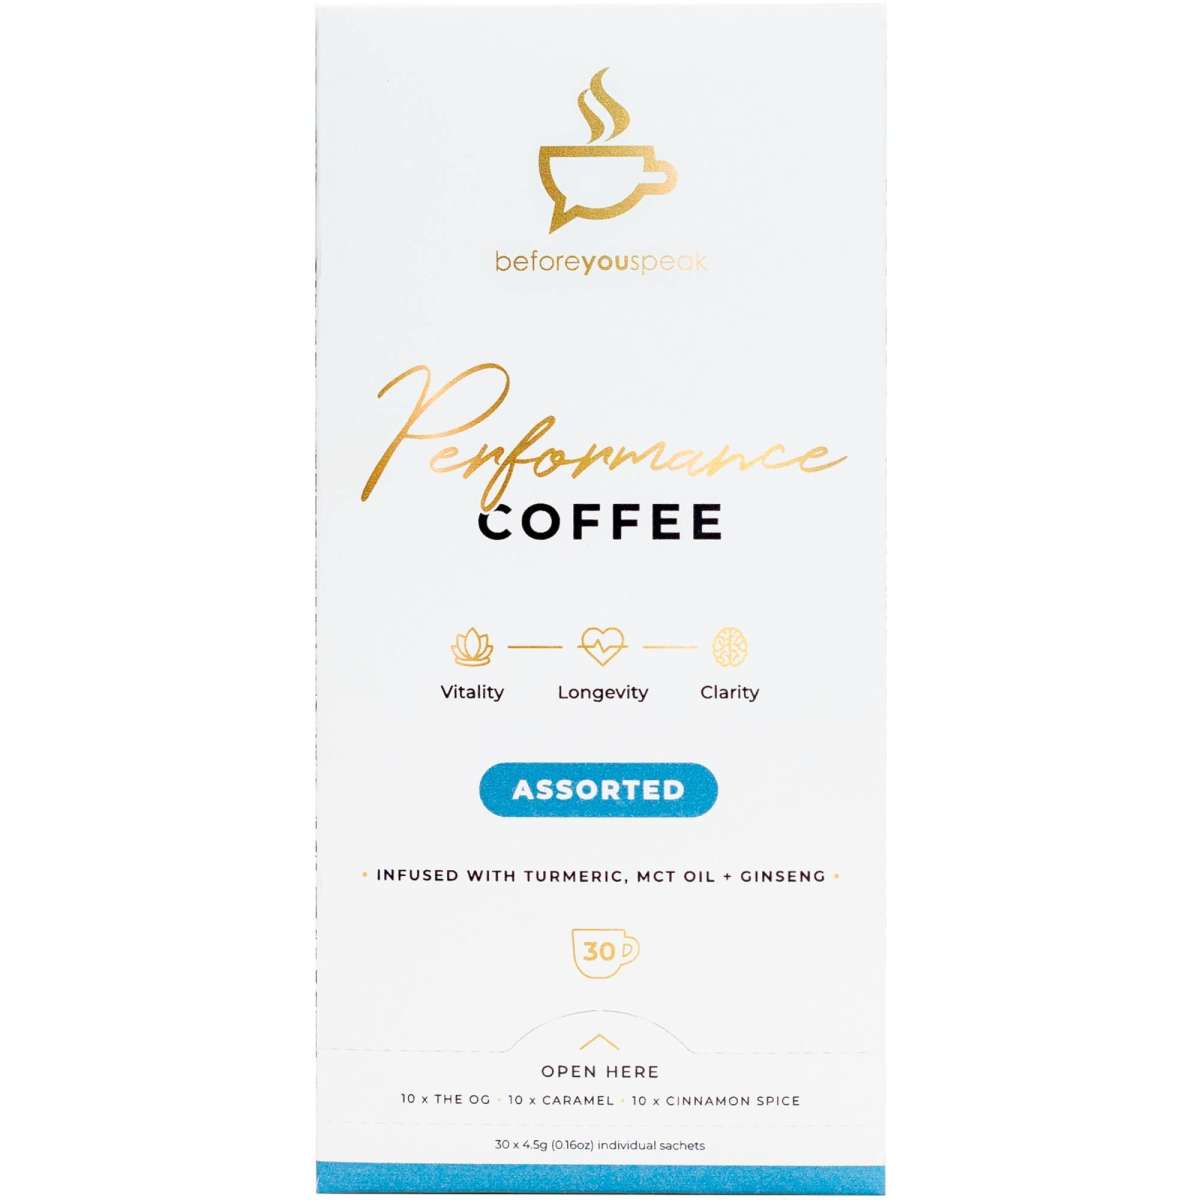 beforeyouspeak
Performance
COFFEE
Vitality Longevity Clarity
ASSORTED
• INFUSED WITH TURMERIC, MCT OIL + GINSENG •
30
OPEN HERE
10 x THE OG • 10 x CARAMEL • 10 x CINNAMON SPICE
30 x 4.5g (0.16oz) individual sachets